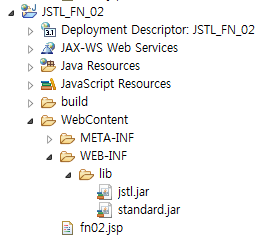 JSTL_FN_02
Deployment Descriptor: JSTL_FN_02
JAX-WS Web Services
Java Resources
JavaScript Resources
build
WebContent
META-INF
WEB-INF
lib
jstl.jar
standard.jar
fn02.jsp